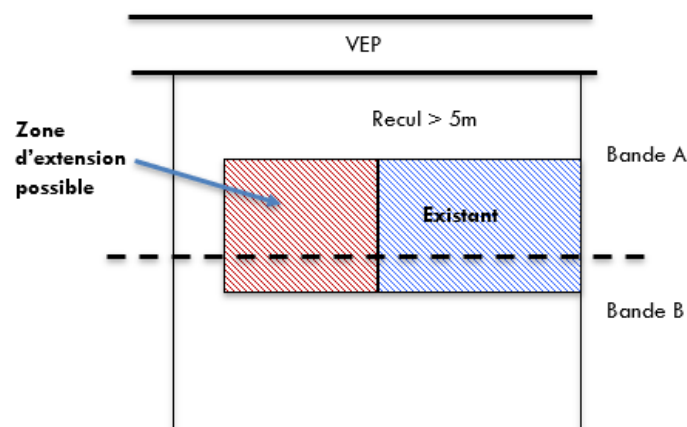 VEP
Recul > 5m
Zone
d'extension
possible
Bande A
Existant
Bande B